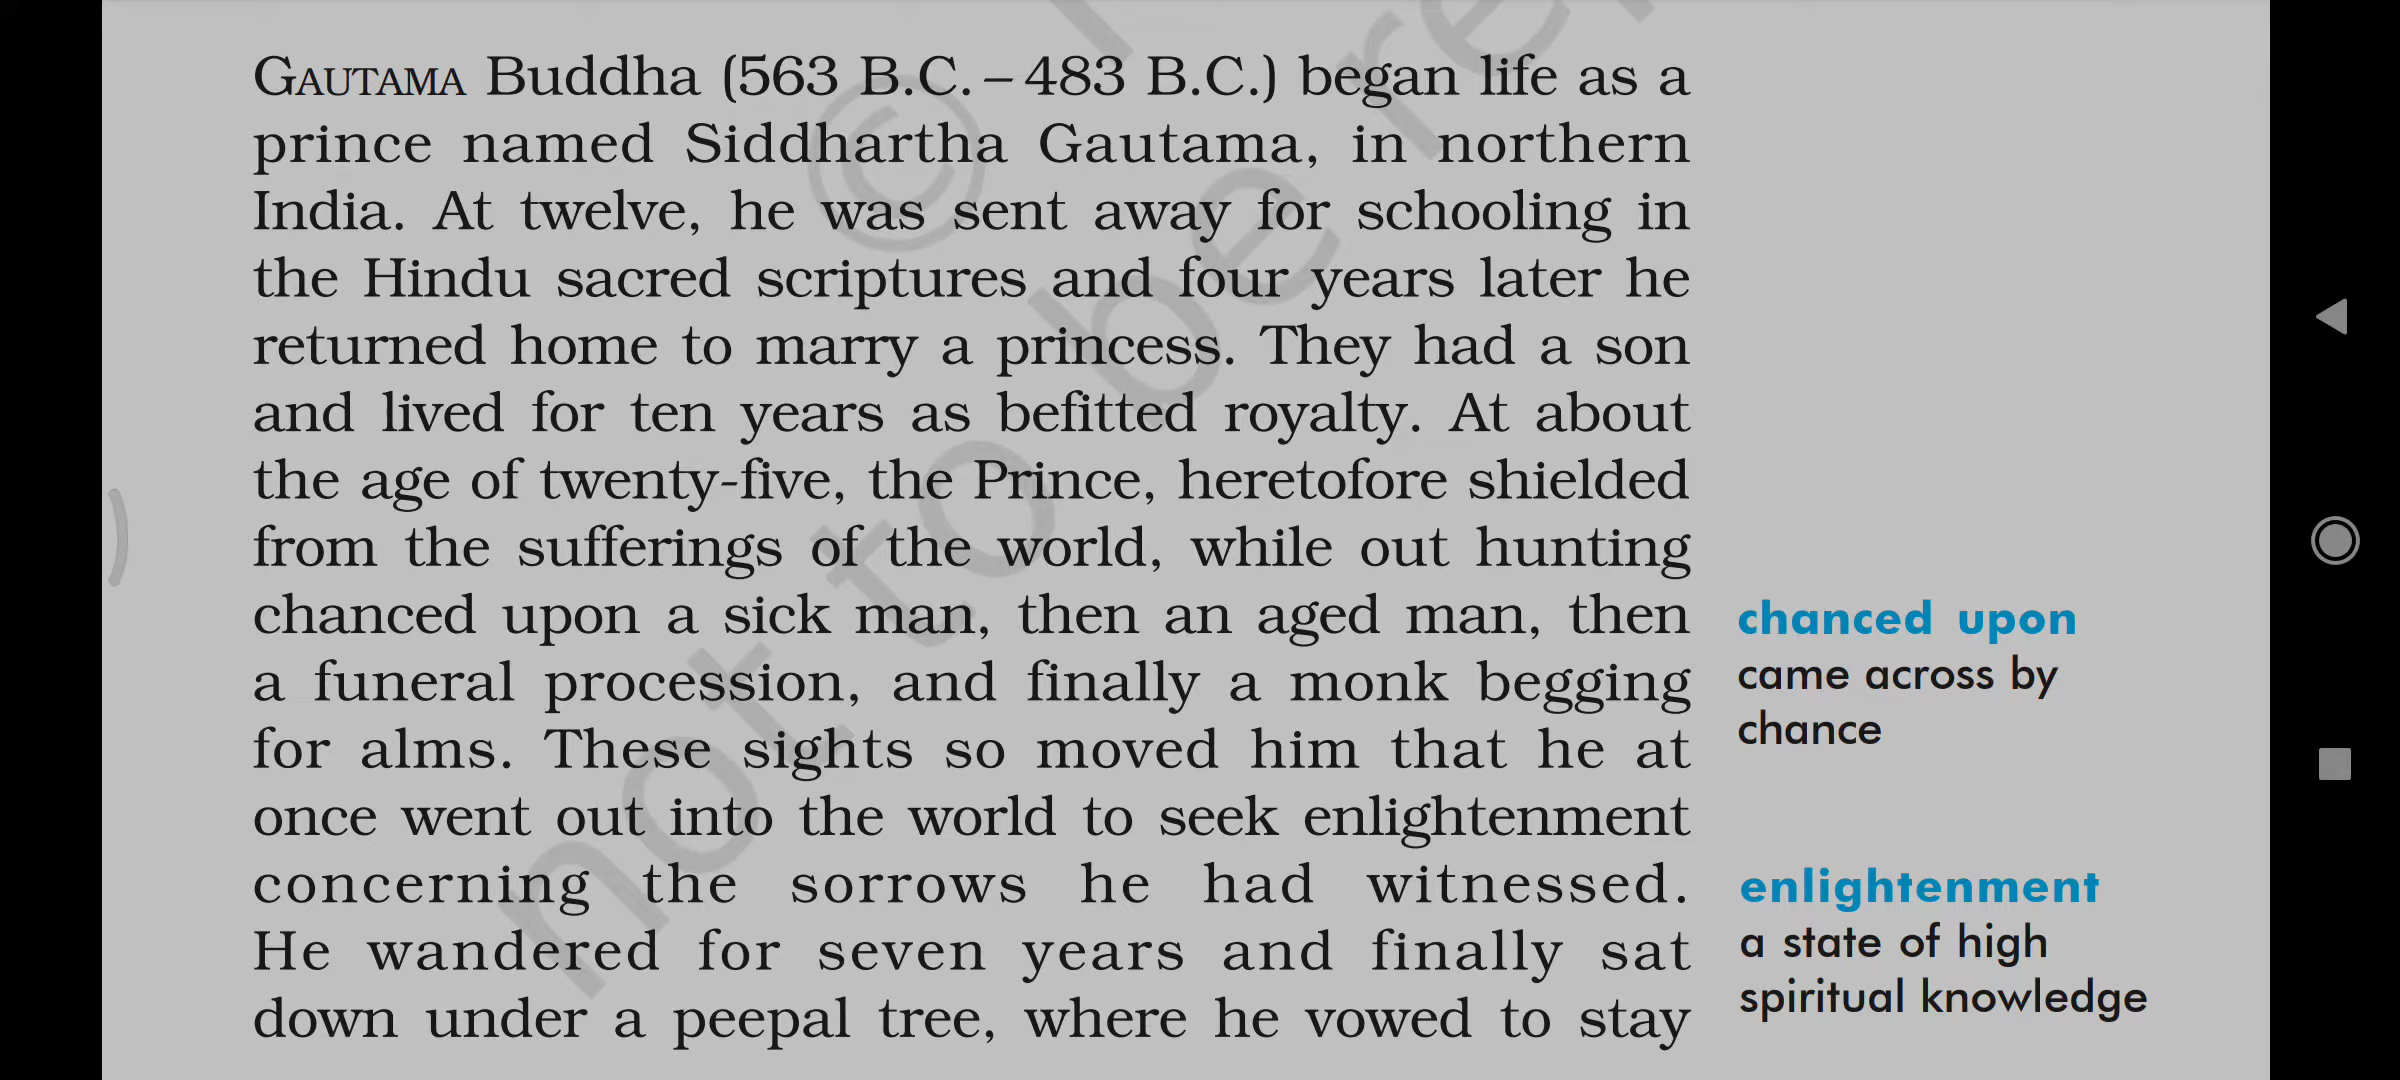 GAUTAMA Buddha (563 B.C. – 483 B.C.) began life as a
prince named Siddhartha Gautama, in northern
India. At twelve, he was sent away for schooling in
the Hindu sacred scriptures and four years later he
returned home to marry a princess. They had a son
and lived for ten years as befitted royalty. At about
the age of twenty-five, the Prince, heretofore shielded
from the sufferings of the world, while out hunting
chanced upon a sick man, then an aged man, then
a funeral procession, and finally a monk begging
for alms. These sights so moved him that he at
once went out into the world to seek enlightenment
concerning the sorrows he had witnessed.
He wandered for seven years and finally sat
down under a peepal tree, where he vowed to stay
chanced upon
came across by
chance
enlightenment
a state of high
spiritual knowledge
©
not to be